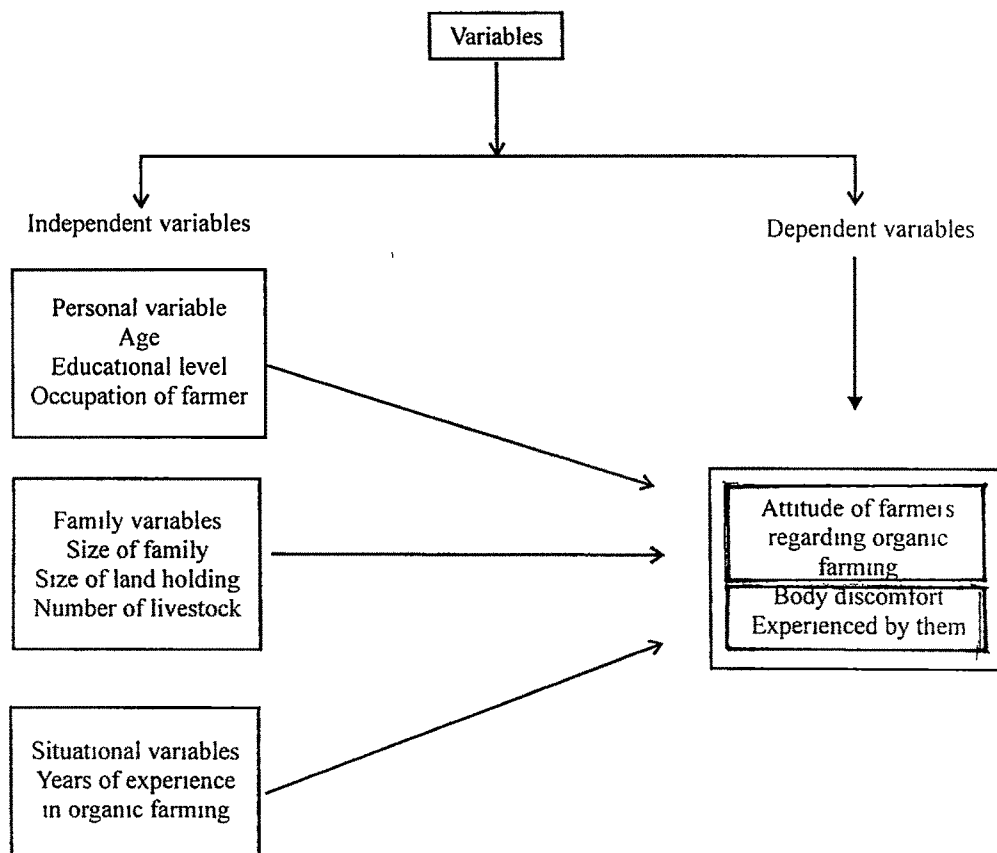 Variables
Independent variables
Dependent variables
Personal variable
Age
Educational level
Occupation of farmer
Family variables
Size of family
Size of land holding
Number of livestock
Situational variables
Years of experience
in organic farming
Attitude of farmers
regarding organic
farming
Body discomfort
Experienced by them